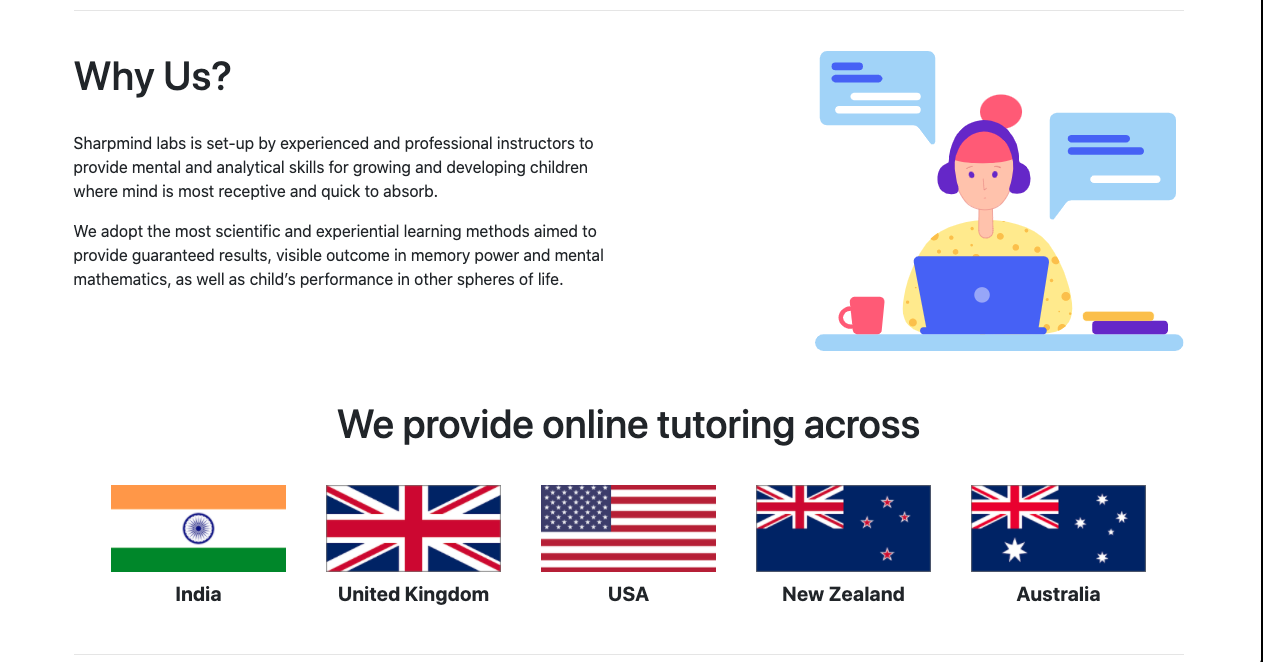 Why Us?
Sharpmind labs is set-up by experienced and professional instructors to
provide mental and analytical skills for growing and developing children
where mind is most receptive and quick to absorb.
We adopt the most scientific and experiential learning methods aimed to
provide guaranteed results, visible outcome in memory power and mental
mathematics, as well as child’s performance in other spheres of life.
We provide online tutoring across
India
United Kingdom
USA
New Zealand
Australia